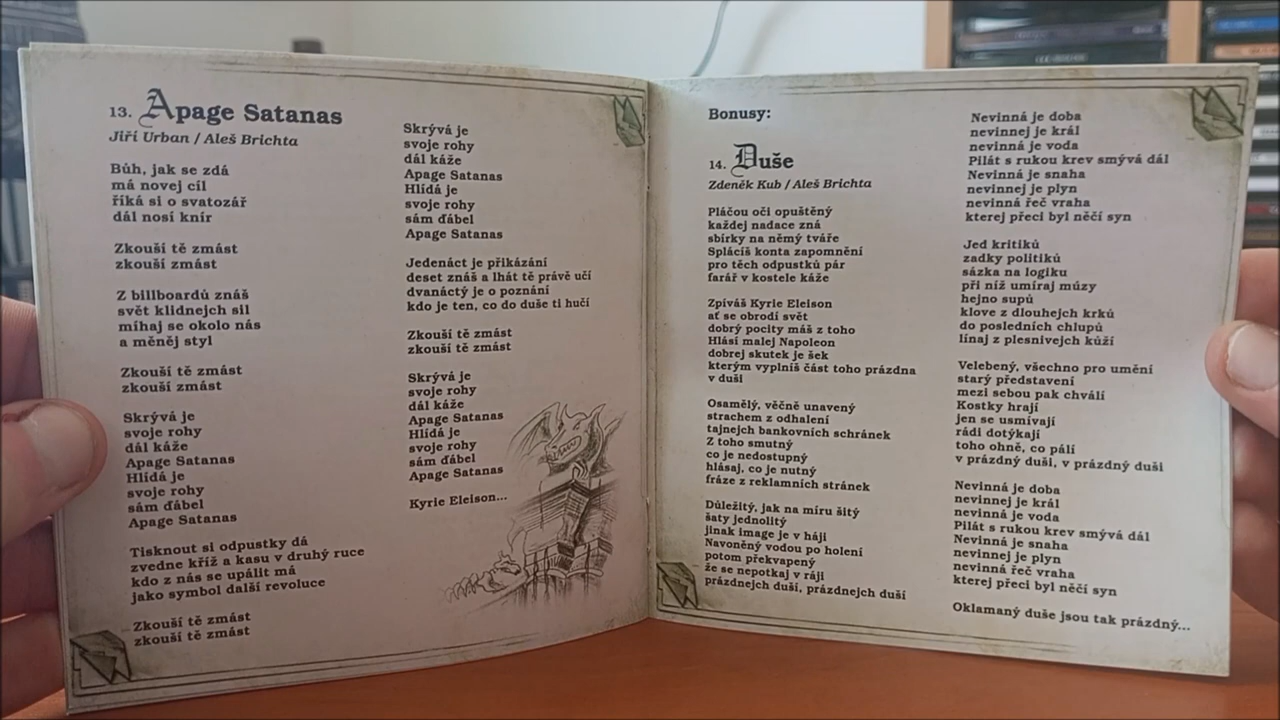 13. Apage Satanas
Jiří Urban / Aleš Brichta
Bůh, jak se zdá
má novej cíl
říká si o svatozář
dál nosí knír
Zkouší tě zmást
zkouší zmást
Z billboardů znáš
svět klidnejch sil
míhaj se okolo nás
a měněj styl
Zkouší tě zmást
zkouší zmást
Skrývá je
svoje rohy
dál káže
Apage Satanas
Hlídá je
svoje rohy
sám ďábel
Apage Satanas
Tisknout si odpustky dá
zvedne kříž a kasu v druhý ruce
kdo z nás se upálit má
jako symbol další revoluce
Zkouší tě zmást
zkouší tě zmást
Skrývá je
svoje rohy
dál káže
Apage Satanas
Hlídá je
svoje rohy
sám ďábel
Apage Satanas
Jedenáct je přikázání
deset znáš a lhát tě právě učí
dvanáctý je o poznání
kdo je ten, co do duše ti hučí
Zkouší tě zmást
zkouší tě zmást
Skrývá je
svoje rohy
dál káže
Apage Satanas
Hlídá je
svoje rohy
sám ďábel
Apage Satanas
Kyrie Eleison...
Bonusy:
14. Duše
Zdeněk Kub / Aleš Brichta
Pláčou oči opuštěný
každej nadace zná
sbírky na němý tváře
Splácíš konta zapomnění
pro těch odpustků pár
farář v kostele káže
Zpíváš Kyrie Eleison
ať se obrodí svět
dobrý pocity máš z toho
Hlásí malej Napoleon
dobrej skutek je šek
kterým vyplníš část toho prázdna
v duši
Osamělý, věčně unavený
strachem z odhalení
tajnejch bankovních schránek
Z toho smutný
co je nedostupný
hlásaj, co je nutný
fráze z reklamních stránek
Důležitý, jak na míru šitý
šaty jednolitý
jinak image je v háji
Navoněný vodou po holení
potom překvapený
že se nepotkaj v ráji
prázdnejch duší, prázdnejch duší
Nevinná je doba
nevinnej je král
nevinná je voda
Pilát s rukou krev smývá dál
Nevinná je snaha
nevinnej je plyn
nevinná řeč vraha
kterej přeci byl něčí syn
Jed kritiků
zadky politiků
sázka na logiku
při níž umíraj múzy
hejno supů
klove z dlouhejch krků
do posledních chlupů
línaj z plesnivejch kůží
Velebený, všechno pro umění
starý představení
mezi sebou pak chválí
Kostky hrají
jen se usmívají
rádi dotýkají
toho ohně, co pálí
v prázdný duši, v prázdný duši
Nevinná je doba
nevinnej je král
nevinná je voda
Pilát s rukou krev smývá dál
Nevinná je snaha
nevinnej je plyn
nevinná řeč vraha
kterej přeci byl něčí syn
Oklamaný duše jsou tak prázdný...